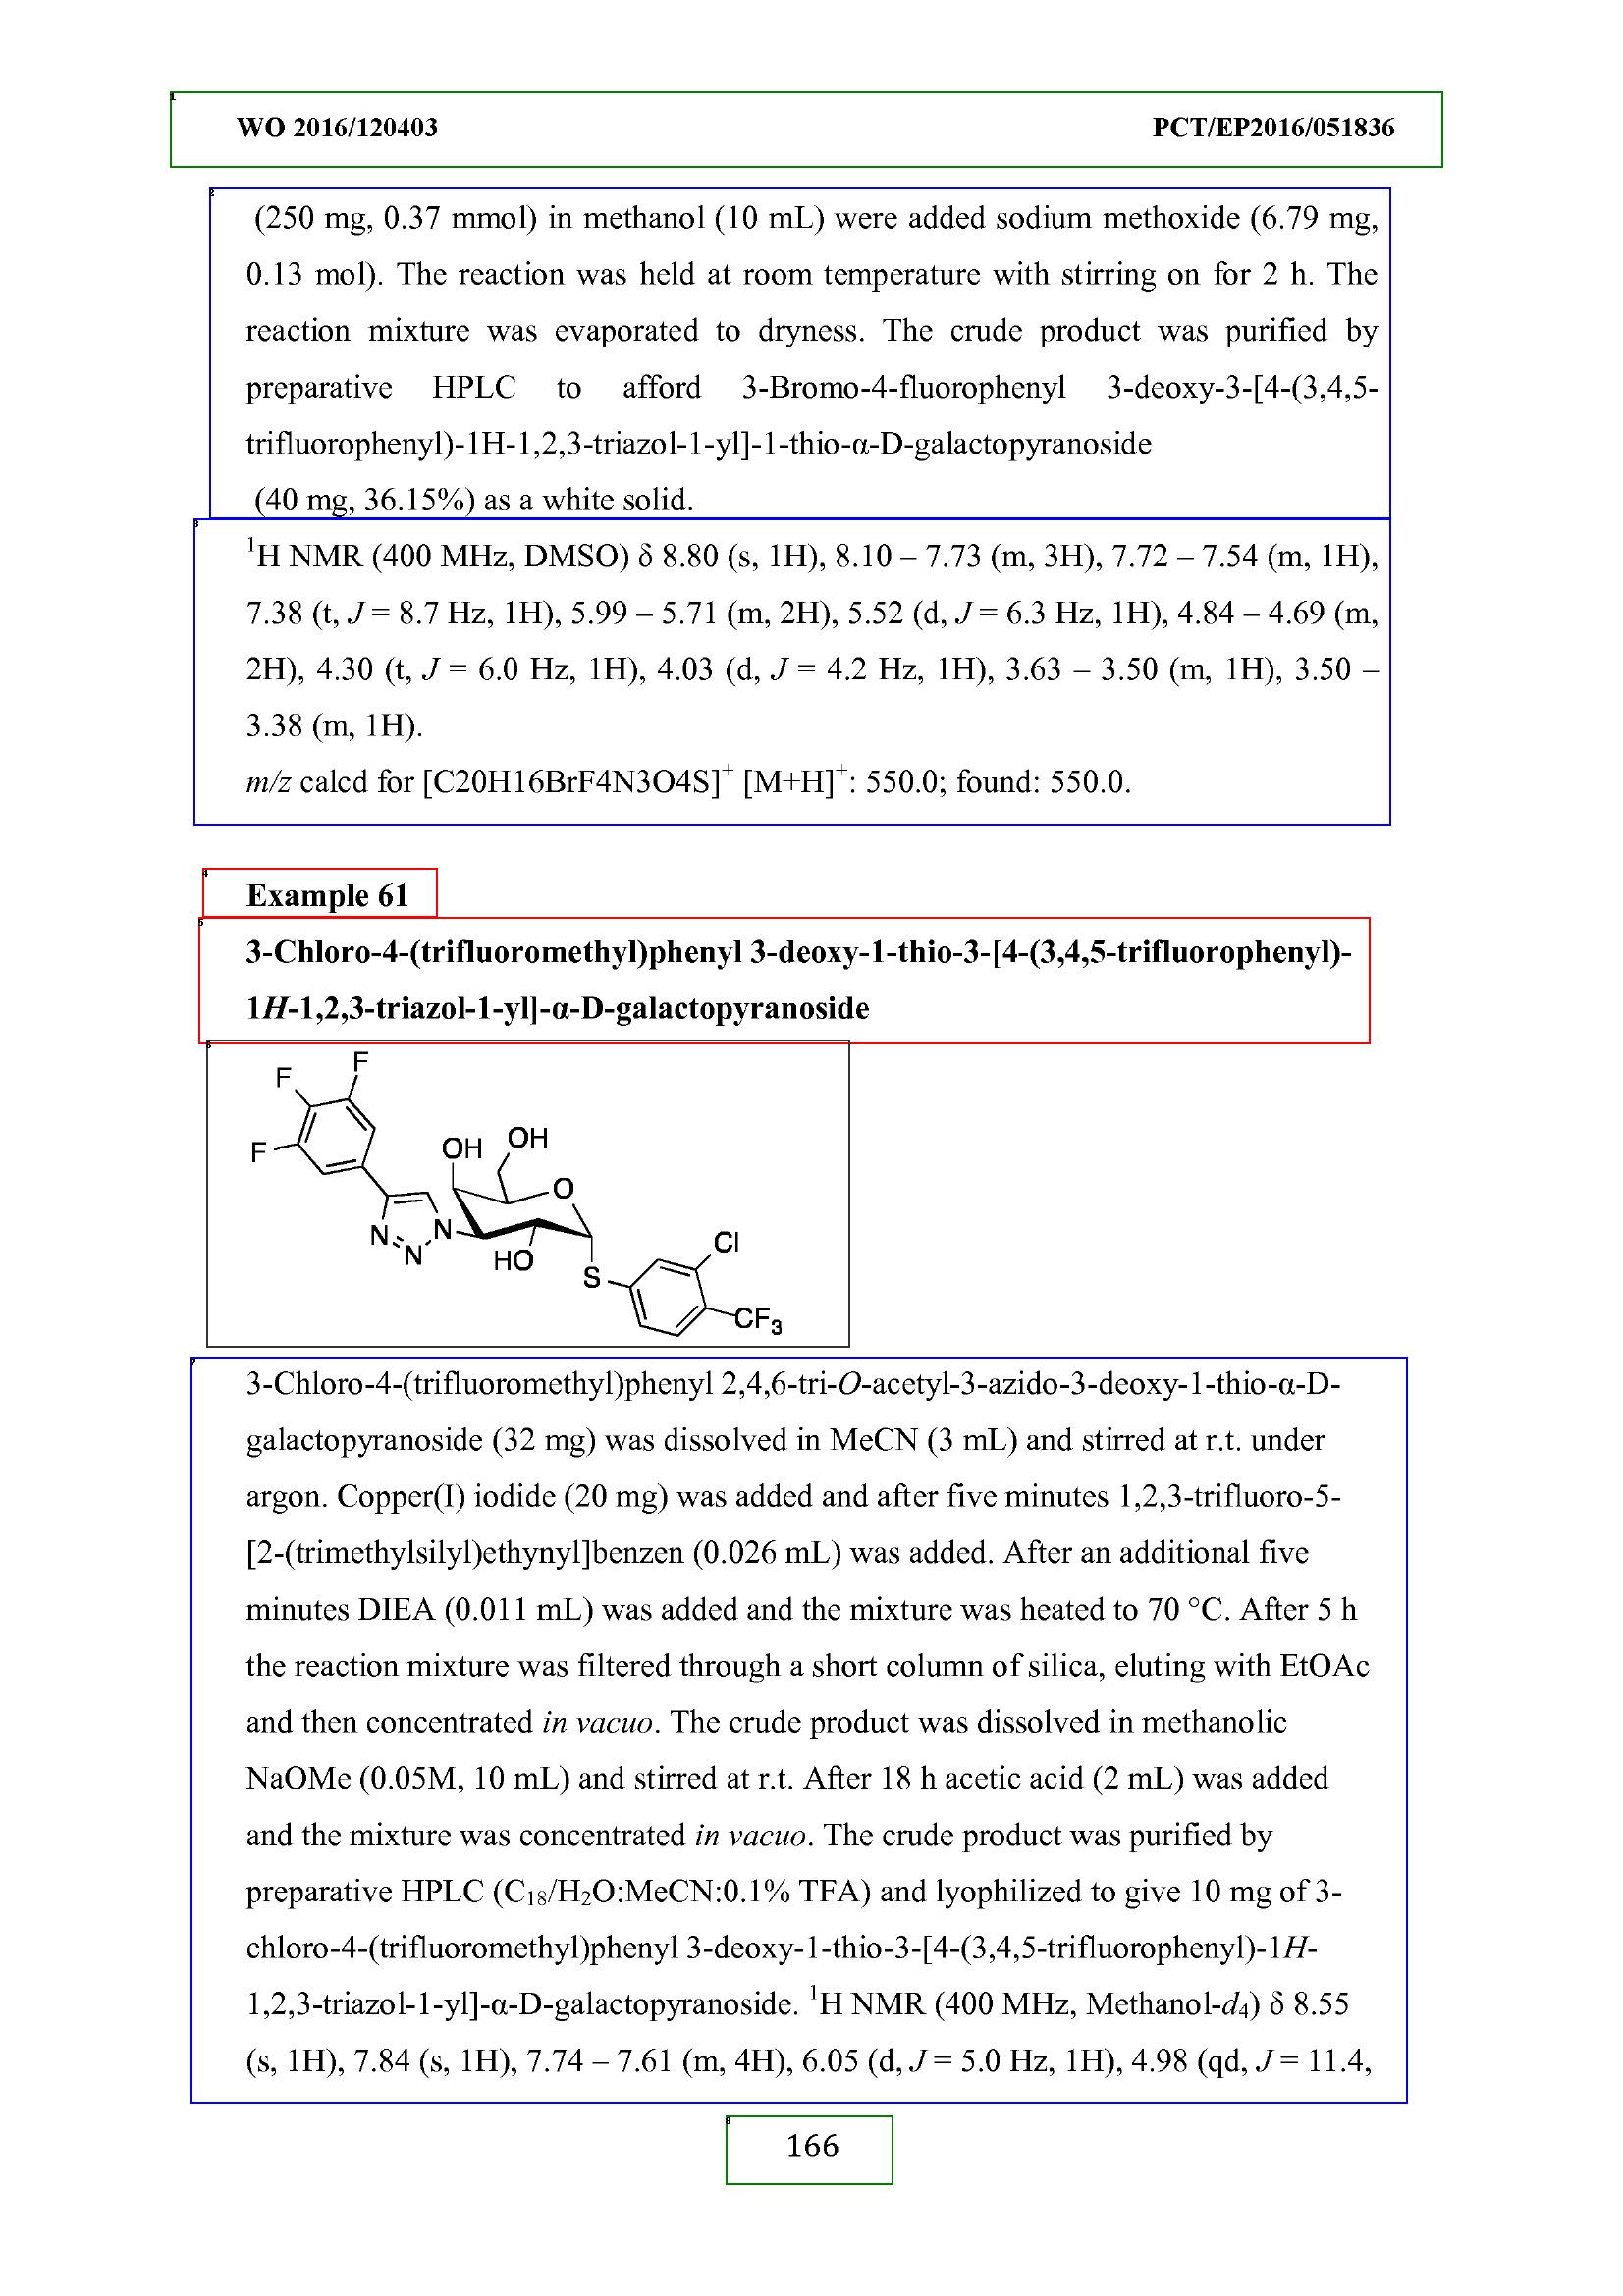 WO 2016/120403 PCT/EP2016/051836
(250 mg, 0.37 mmol) in methanol (10 mL) were added sodium methoxide (6.79 mg,
0.13 mol). The reaction was held at room temperature with stirring on for 2 h. The
reaction mixture was evaporated to dryness. The crude product was purified by
preparative HPLC to afford 3-Bromo-4-fluorophenyl 3-deoxy-3-[4-(3,4,5-
trifluorophenyl)-1H-1,2,3-triazol-1-yl]-1-thio-α-D-galactopyranoside
(40 mg, 36.15%) as a white solid.
¹H NMR (400 MHz, DMSO) δ 8.80 (s, 1H), 8.10 – 7.73 (m, 3H), 7.72 – 7.54 (m, 1H),
7.38 (t, J = 8.7 Hz, 1H), 5.99 – 5.71 (m, 2H), 5.52 (d, J = 6.3 Hz, 1H), 4.84 – 4.69 (m,
2H), 4.30 (t, J = 6.0 Hz, 1H), 4.03 (d, J = 4.2 Hz, 1H), 3.63 – 3.50 (m, 1H), 3.50 –
3.38 (m, 1H).
m/z calcd for [C20H16BrF4N3O4S]⁺ [M+H]⁺: 550.0; found: 550.0.
Example 61
3-Chloro-4-(trifluoromethyl)phenyl 3-deoxy-1-thio-3-[4-(3,4,5-trifluorophenyl)-
1H-1,2,3-triazol-1-yl]-α-D-galactopyranoside
F F
F OH OH
O
N N N HO Cl
S
CF₃
3-Chloro-4-(trifluoromethyl)phenyl 2,4,6-tri-O-acetyl-3-azido-3-deoxy-1-thio-α-D-
galactopyranoside (32 mg) was dissolved in MeCN (3 mL) and stirred at r.t. under
argon. Copper(I) iodide (20 mg) was added and after five minutes 1,2,3-trifluoro-5-
[2-(trimethylsilyl)ethynyl]benzen (0.026 mL) was added. After an additional five
minutes DIEA (0.011 mL) was added and the mixture was heated to 70 °C. After 5 h
the reaction mixture was filtered through a short column of silica, eluting with EtOAc
and then concentrated in vacuo. The crude product was dissolved in methanolic
NaOMe (0.05M, 10 mL) and stirred at r.t. After 18 h acetic acid (2 mL) was added
and the mixture was concentrated in vacuo. The crude product was purified by
preparative HPLC (C₁₈/H₂O:MeCN:0.1% TFA) and lyophilized to give 10 mg of 3-
chloro-4-(trifluoromethyl)phenyl 3-deoxy-1-thio-3-[4-(3,4,5-trifluorophenyl)-1H-
1,2,3-triazol-1-yl]-α-D-galactopyranoside. ¹H NMR (400 MHz, Methanol-d₄) δ 8.55
(s, 1H), 7.84 (s, 1H), 7.74 – 7.61 (m, 4H), 6.05 (d, J = 5.0 Hz, 1H), 4.98 (qd, J = 11.4,
166